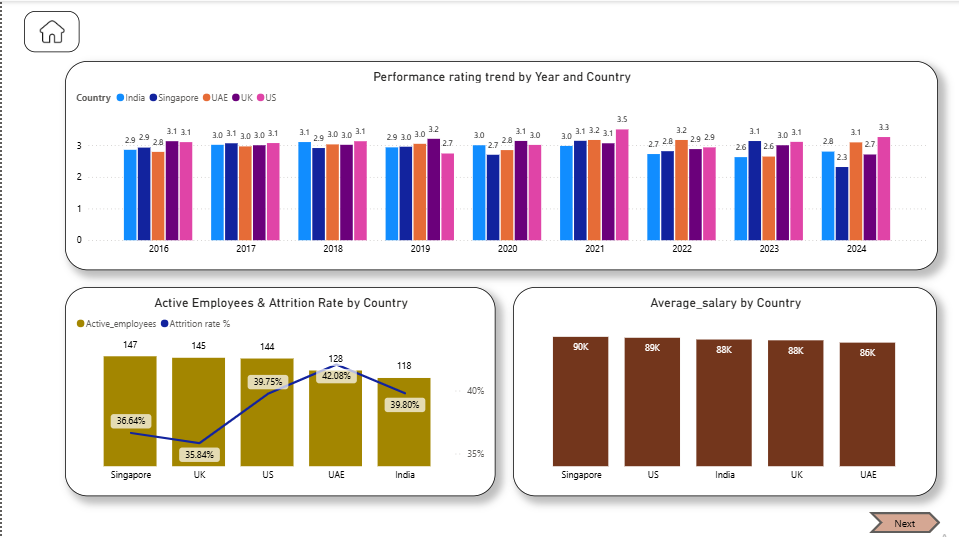 Performance rating trend by Year and Country
Country India Singapore UAE UK US
3
2
1
0
2.9 2.9 2.8 3.1 3.1
3.0 3.1 3.0 3.0 3.1
3.1 2.9 3.0 3.0 3.1
2.9 3.0 3.0 3.2 2.7
3.0 2.7 2.8 3.1 3.0
3.0 3.1 3.2 3.1 3.5
2.7 2.8 3.2 2.9 2.9
2.6 3.1 2.6 3.0 3.1
2.8 2.3 3.1 2.7 3.3
2016 2017 2018 2019 2020 2021 2022 2023 2024
Active Employees & Attrition Rate by Country
Active_employees Attrition rate %
147 145 144 128 118
36.64% 35.84% 39.75% 42.08% 39.80%
40%
35%
Singapore UK US UAE India
Average_salary by Country
90K 89K 88K 88K 86K
Singapore US India UK UAE
Next